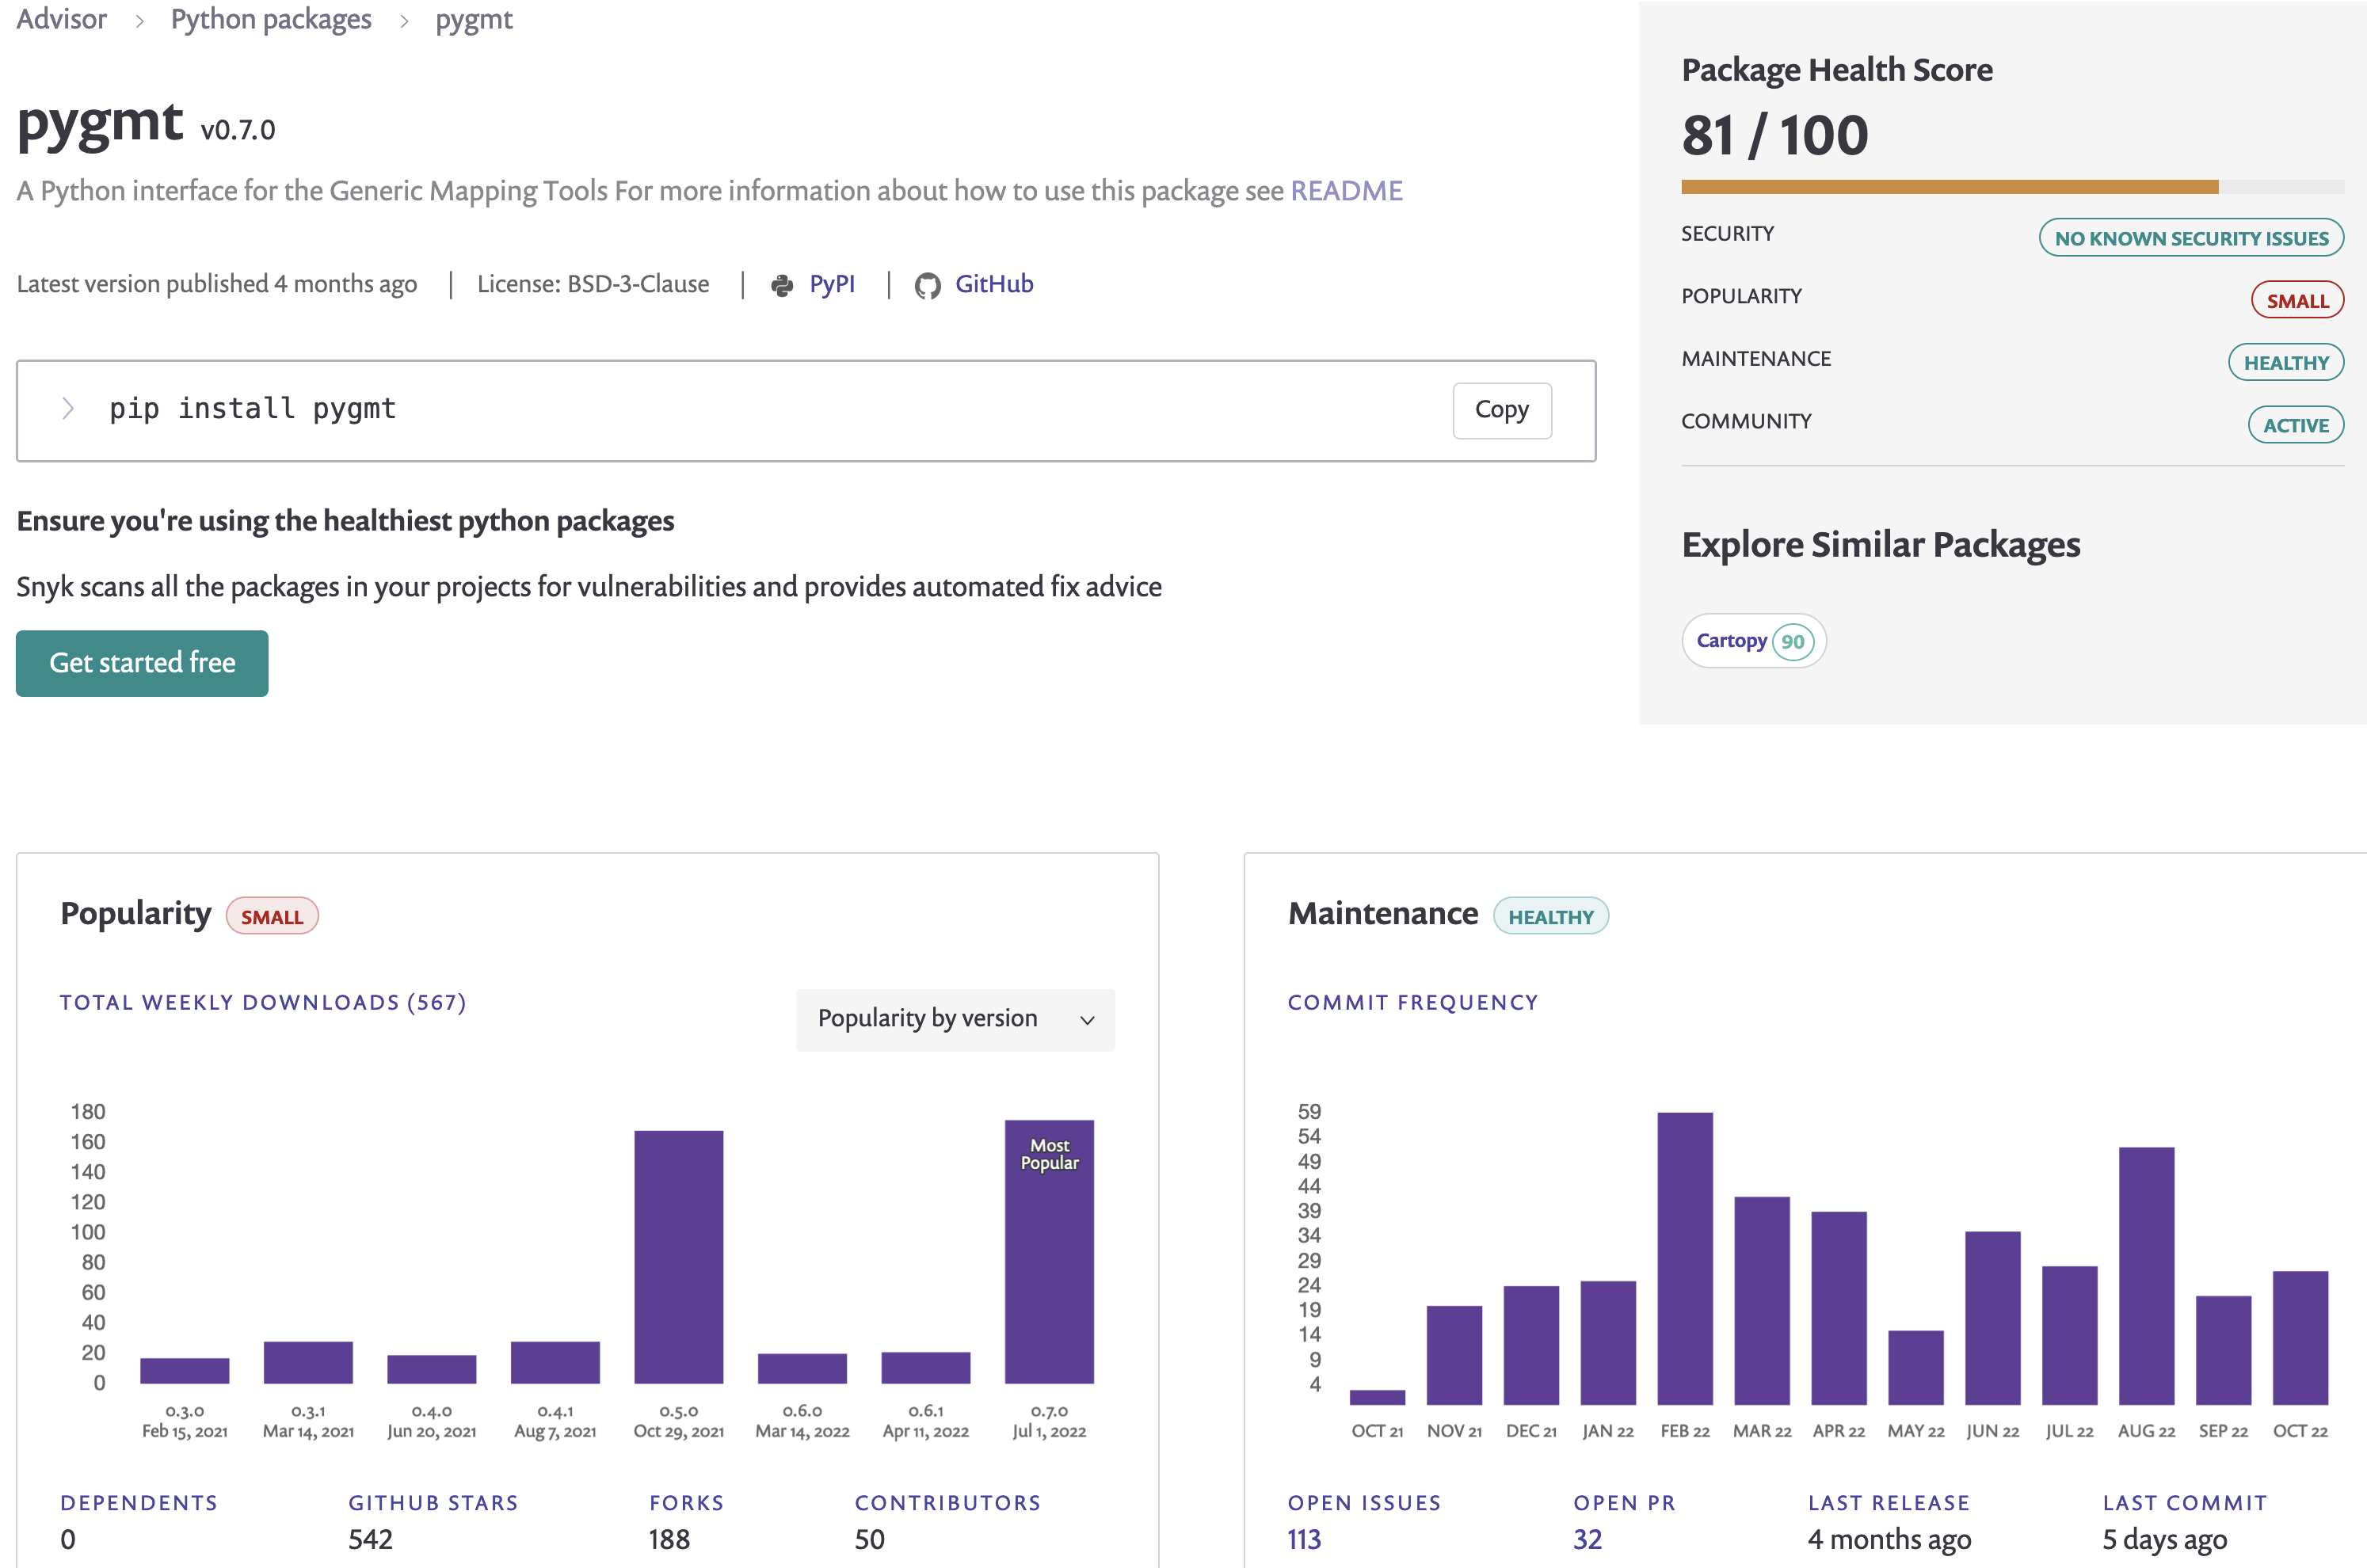 Advisor > Python packages > pygmt
pygmt v0.7.0
A Python interface for the Generic Mapping Tools For more information about how to use this package see README
Latest version published 4 months ago | License: BSD-3-Clause | PyPI | GitHub
pip install pygmt
Copy
Ensure you're using the healthiest python packages
Snyk scans all the packages in your projects for vulnerabilities and provides automated fix advice
Get started free
Package Health Score
81 / 100
SECURITY NO KNOWN SECURITY ISSUES
POPULARITY SMALL
MAINTENANCE HEALTHY
COMMUNITY ACTIVE
Explore Similar Packages
Cartopy 90
Popularity SMALL
TOTAL WEEKLY DOWNLOADS (567)
Popularity by version
180
160
140
120
100
80
60
40
20
0
Most
Popular
0.3.0 0.3.1 0.4.0 0.4.1 0.5.0 0.6.0 0.6.1 0.7.0
Feb 15, 2021 Mar 14, 2021 Jun 20, 2021 Aug 7, 2021 Oct 29, 2021 Mar 14, 2022 Apr 11, 2022 Jul 1, 2022
DEPENDENTS GITHUB STARS FORKS CONTRIBUTORS
0 542 188 50
Maintenance HEALTHY
COMMIT FREQUENCY
59
54
49
44
39
34
29
24
19
14
9
4
OCT 21 NOV 21 DEC 21 JAN 22 FEB 22 MAR 22 APR 22 MAY 22 JUN 22 JUL 22 AUG 22 SEP 22 OCT 22
OPEN ISSUES OPEN PR LAST RELEASE LAST COMMIT
113 32 4 months ago 5 days ago